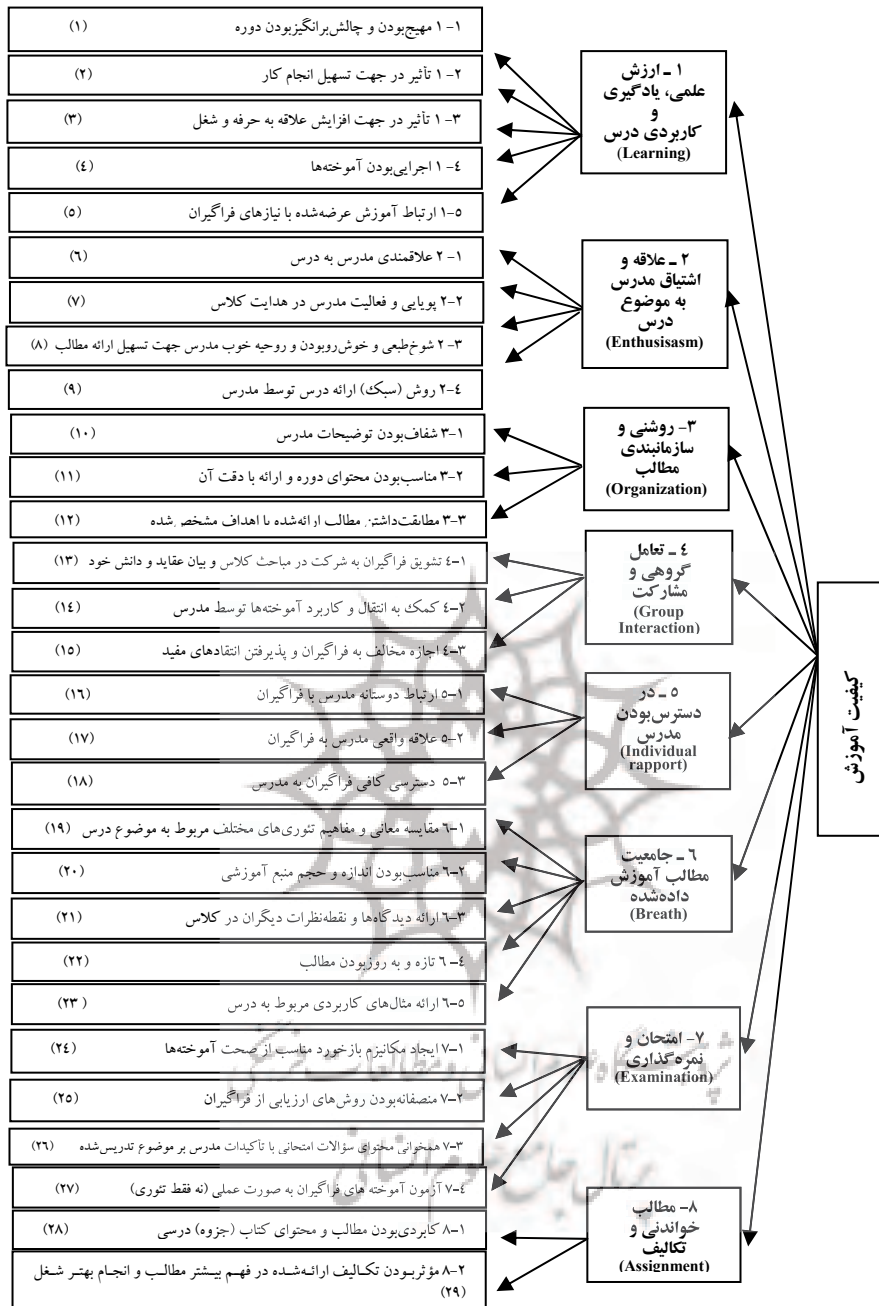 کیفیت آموزش
۱ ـ ارزش
علمی، یادگیری
و
کاربردی درس
(Learning)
۱-۱ مهیج‌بودن و چالش‌برانگیزبودن دوره (۱)
۱-۲ تأثیر در جهت تسهیل انجام کار (۲)
۱-۳ تأثیر در جهت افزایش علاقه به حرفه و شغل (۳)
۱-٤ اجرایی‌بودن آموخته‌ها (٤)
۱-٥ ارتباط آموزش عرضه‌شده با نیازهای فراگیران (٥)
۲ ـ علاقه و
اشتیاق مدرس
به موضوع
درس
(Enthusisasm)
۲-۱ علاقمندی مدرس به درس (٦)
۲-۲ پویایی و فعالیت مدرس در هدایت کلاس (۷)
۲-۳ شوخ‌طبعی و خوش‌روبودن و روحیه خوب مدرس جهت تسهیل ارائه مطالب (۸)
۲-٤ روش (سبک) ارائه درس توسط مدرس (۹)
۳- روشنی و
سازمانبندی
مطالب
(Organization)
۳-۱ شفاف‌بودن توضیحات مدرس (۱۰)
۳-۲ مناسب‌بودن محتوای دوره و ارائه با دقت آن (۱۱)
۳-۳ مطابقت‌داشتن مطالب ارائه‌شده با اهداف مشخص شده (۱۲)
٤ ـ تعامل
گروهی و
مشارکت
(Group
Interaction)
٤-۱ تشویق فراگیران به شرکت در مباحث کلاس و بیان عقاید و دانش خود (۱۳)
٤-۲ کمک به انتقال و کاربرد آموخته‌ها توسط مدرس (۱٤)
٤-۳ اجازه مخالف به فراگیران و پذیرفتن انتقادهای مفید (۱٥)
٥ ـ در
دسترس‌بودن
مدرس
(Individual
rapport)
٥-۱ ارتباط دوستانه مدرس با فراگیران (۱٦)
٥-۲ علاقه واقعی مدرس به فراگیران (۱۷)
٥-۳ دسترسی کافی فراگیران به مدرس (۱۸)
٦ ـ جامعیت
مطالب آموزش
داده‌شده
(Breath)
٦-۱ مقایسه معانی و مفاهیم تئوری‌های مختلف مربوط به موضوع درس (۱۹)
٦-۲ مناسب‌بودن اندازه و حجم منبع آموزشی (۲۰)
٦-۳ ارائه دیدگاه‌ها و نقطه‌نظرات دیگران در کلاس (۲۱)
٦-٤ تازه و به روزبودن مطالب (۲۲)
٦-٥ ارائه مثال‌های کاربردی مربوط به درس (۲۳ )
۷- امتحان و
نمره‌گذاری
(Examination)
۷-۱ ایجاد مکانیزم بازخورد مناسب از صحت آموخته‌ها (۲٤)
۷-۲ منصفانه‌بودن روش‌های ارزیابی از فراگیران (۲٥)
۷-۳ همخوانی محتوای سؤالات امتحانی با تأکیدات مدرس بر موضوع تدریس‌شده (۲٦)
۷-٤ آزمون آموخته های فراگیران به صورت عملی (نه فقط تئوری) (۲۷)
۸- مطالب
خواندنی و
تکالیف
(Assignment)
۸-۱ کابردی‌بودن مطالب و محتوای کتاب (جزوه) درسی (۲۸)
۸-۲ مؤثربودن تکالیف ارائه‌شده در فهم بیشتر مطالب و انجام بهتر شغل
(۲۹)
پژوهشگاه علوم انسانی و مطالعات فرهنگی
پرتال جامع علوم انسانی